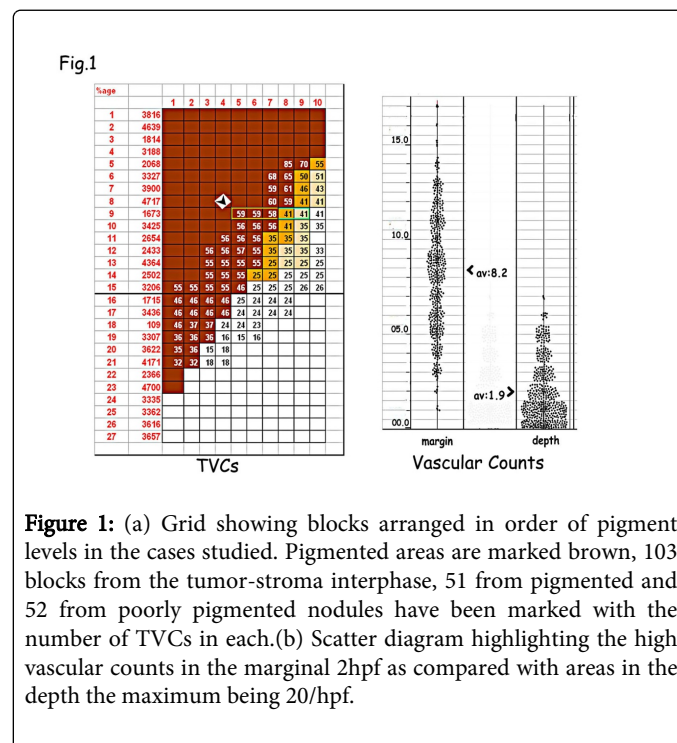 Fig.1
%age
1 2 3 4 5 6 7 8 9 10
1 3816
2 4639
3 1814
4 3188
5 2068 85 70 55
6 3327 68 65 50 51
7 3900 59 61 46 43
8 4717 60 59 41 41
9 1673 59 59 58 41 41 41
10 3425 56 56 56 41 35 35
11 2654 56 56 56 35 35 35
12 2433 56 56 57 55 35 35 35 33
13 4364 55 55 55 55 25 25 25 25
14 2502 55 55 55 25 25 25 25 25
15 3206 55 55 55 55 46 25 25 25 26 26
16 1715 46 46 46 46 25 24 24 24
17 3436 46 46 46 46 24 24 24 24
18 109 46 37 37 24 24 23
19 3307 36 36 36 16 15 16
20 3622 35 36 15 18
21 4171 32 32 18 18
22 2366
23 4700
24 3335
25 3362
26 3616
27 3657
TVCs
15.0
10.0
av:8.2
05.0
av:1.9
00.0
margin depth
Vascular Counts
Figure 1: (a) Grid showing blocks arranged in order of pigment
levels in the cases studied. Pigmented areas are marked brown, 103
blocks from the tumor-stroma interphase, 51 from pigmented and
52 from poorly pigmented nodules have been marked with the
number of TVCs in each.(b) Scatter diagram highlighting the high
vascular counts in the marginal 2hpf as compared with areas in the
depth the maximum being 20/hpf.